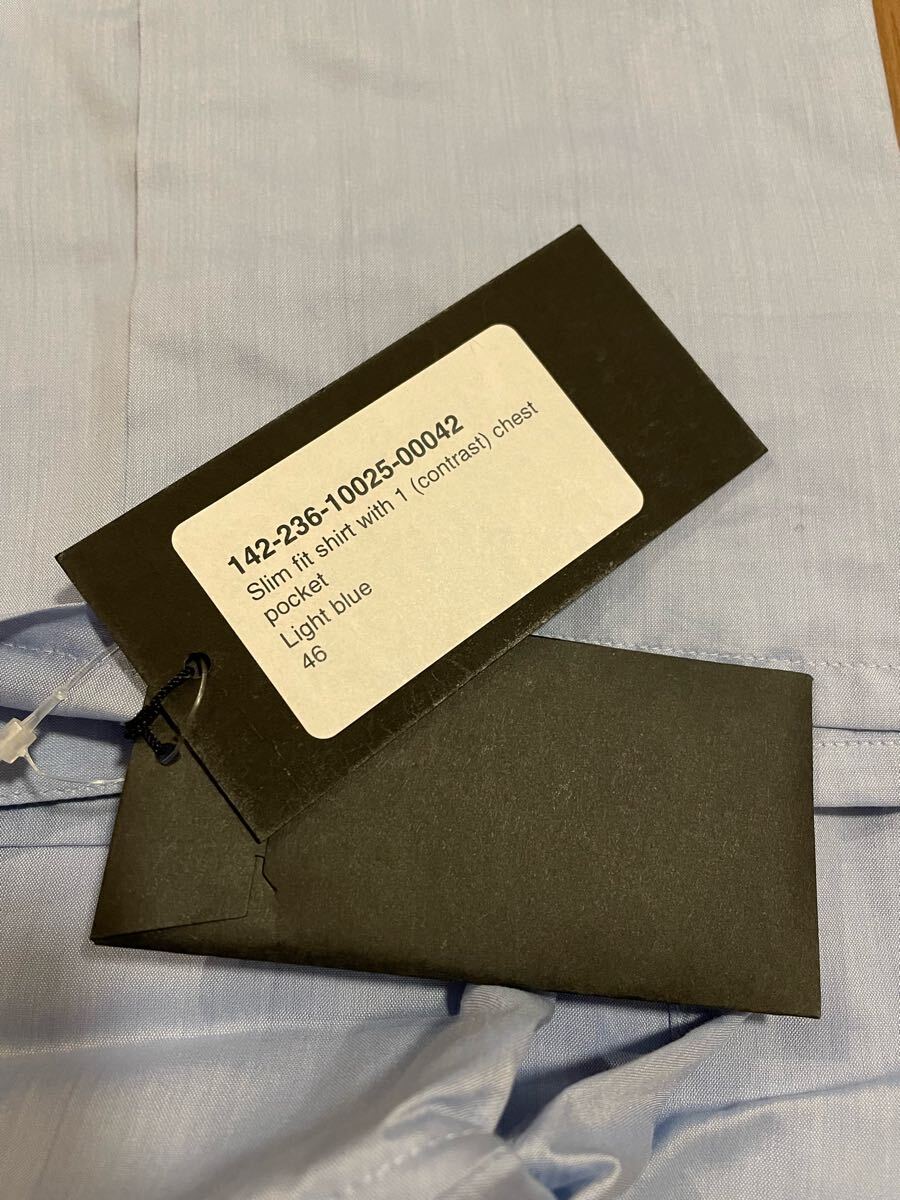 142-236-10025-00042
Slim fit shirt with 1 (contrast) chest
pocket
Light blue
46